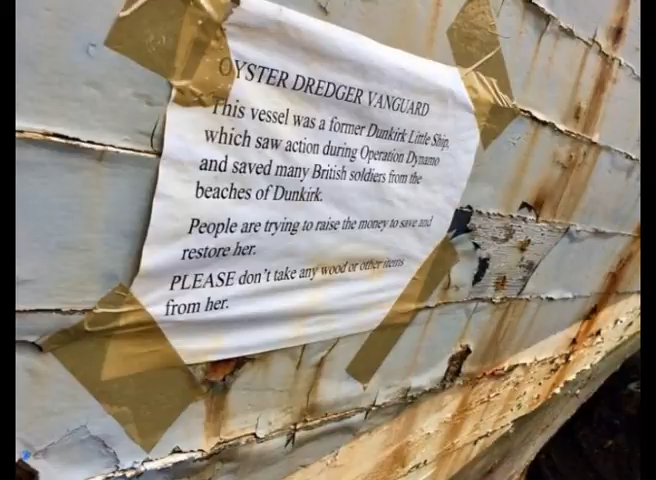 OYSTER DREDGER VANGUARD
This vessel was a former Dunkirk Little Ship,
which saw action during Operation Dynamo
and saved many British soldiers from the
beaches of Dunkirk.
People are trying to raise the money to save and
restore her.
PLEASE don't take any wood or other items
from her.